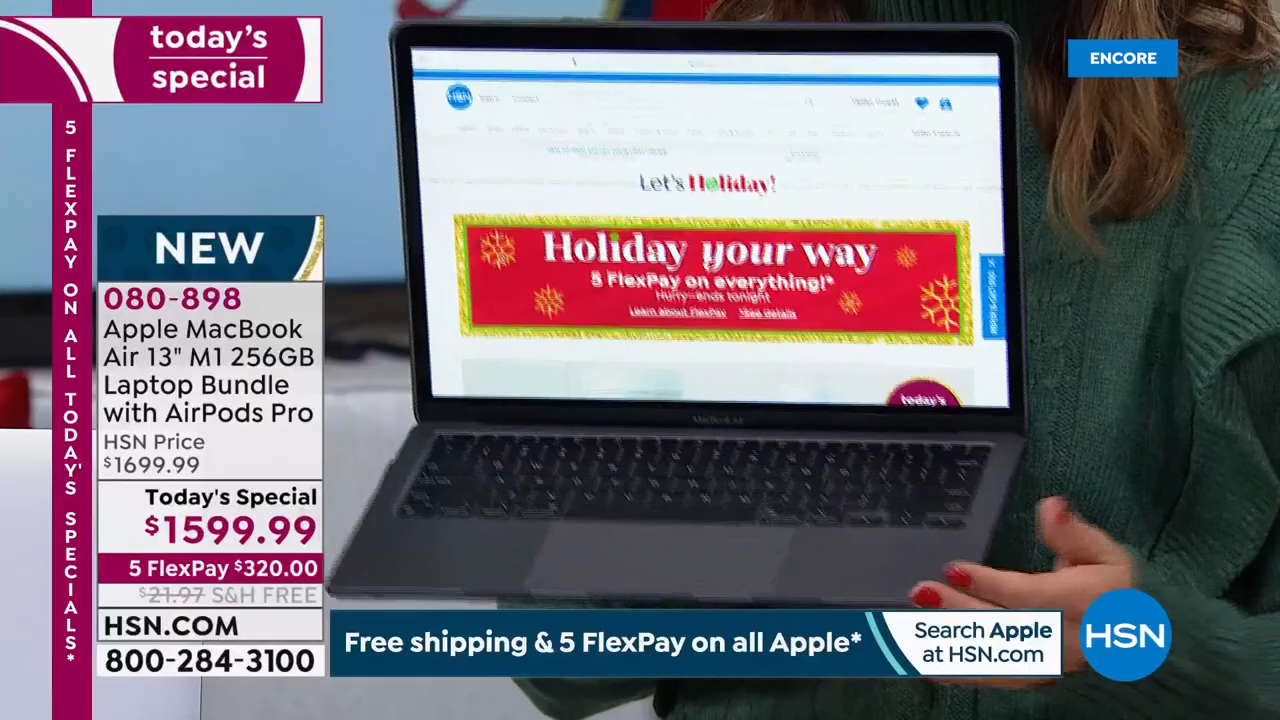 today's
special
ENCORE
5 FLEXPAY ON ALL TODAY'S SPECIALS*
NEW
080-898
Apple MacBook
Air 13" M1 256GB
Laptop Bundle
with AirPods Pro
HSN Price
$1699.99
Today's Special
$1599.99
5 FlexPay $320.00
$21.97 S&H FREE
HSN.COM
800-284-3100
HSN
Let's Holiday!
Holiday your way
5 FlexPay on everything!*
Hurry–ends tonight
Learn About FlexPay *See details
today's
MacBook Air
Free shipping & 5 FlexPay on all Apple*
Search Apple
at HSN.com
HSN